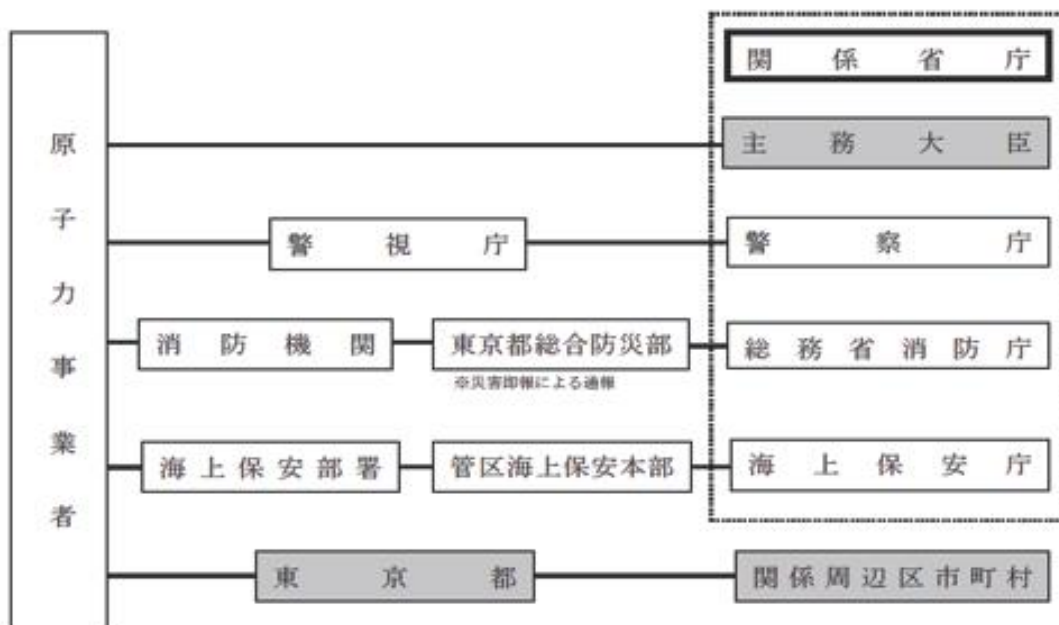 関係省庁
原子力事業者
主務大臣
警視庁
警察庁
消防機関
東京都総合防災部
総務省消防庁
※災害即報による通報
海上保安部署
管区海上保安本部
海上保安庁
東京都
関係周辺区市町村